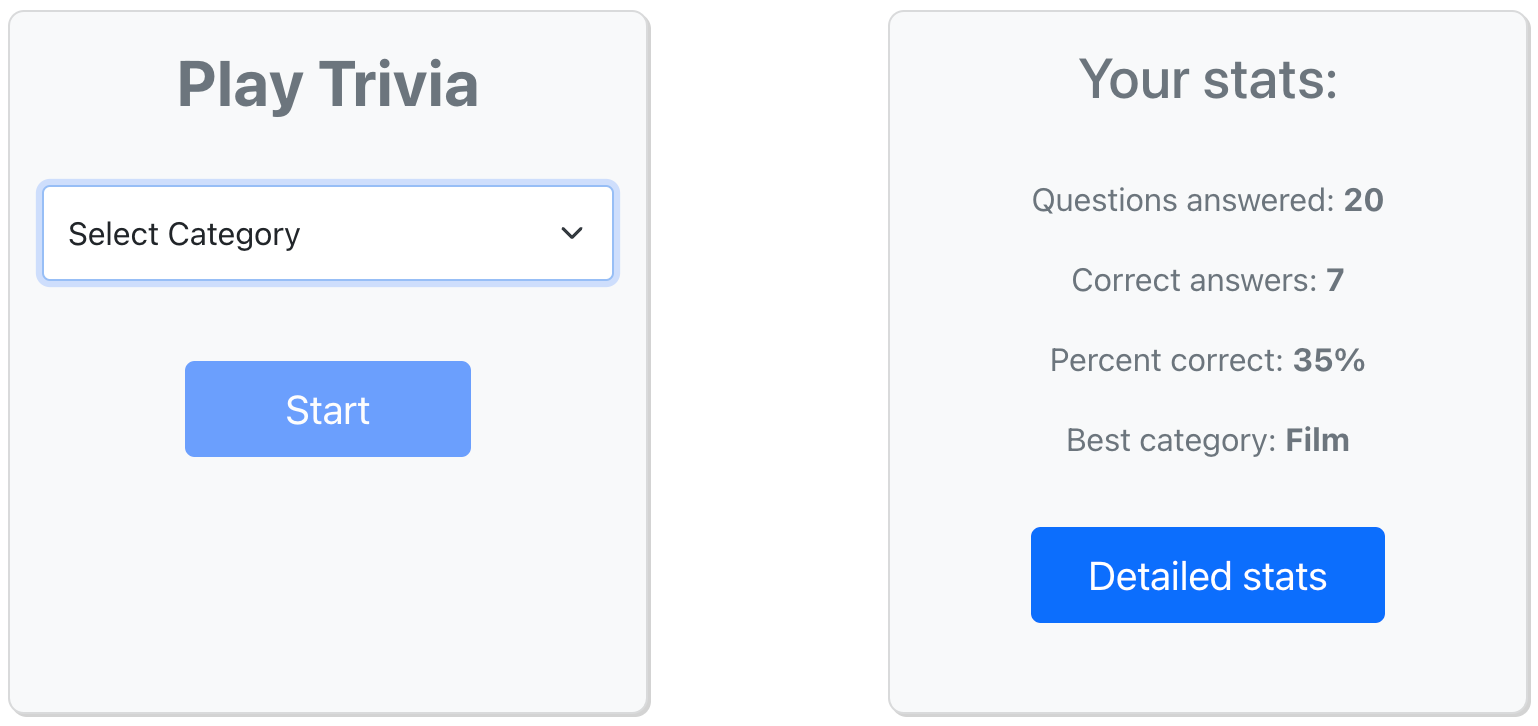 Play Trivia
Select Category
Start
Your stats:
Questions answered: 20
Correct answers: 7
Percent correct: 35%
Best category: Film
Detailed stats